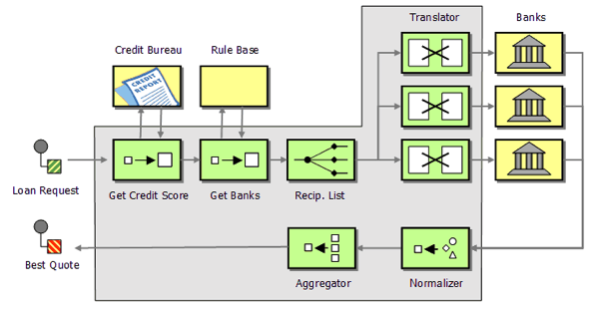 Translator
Banks
Credit Bureau
Rule Base
CREDIT
REPORT
Loan Request
Get Credit Score
Get Banks
Recip. List
Best Quote
Aggregator
Normalizer